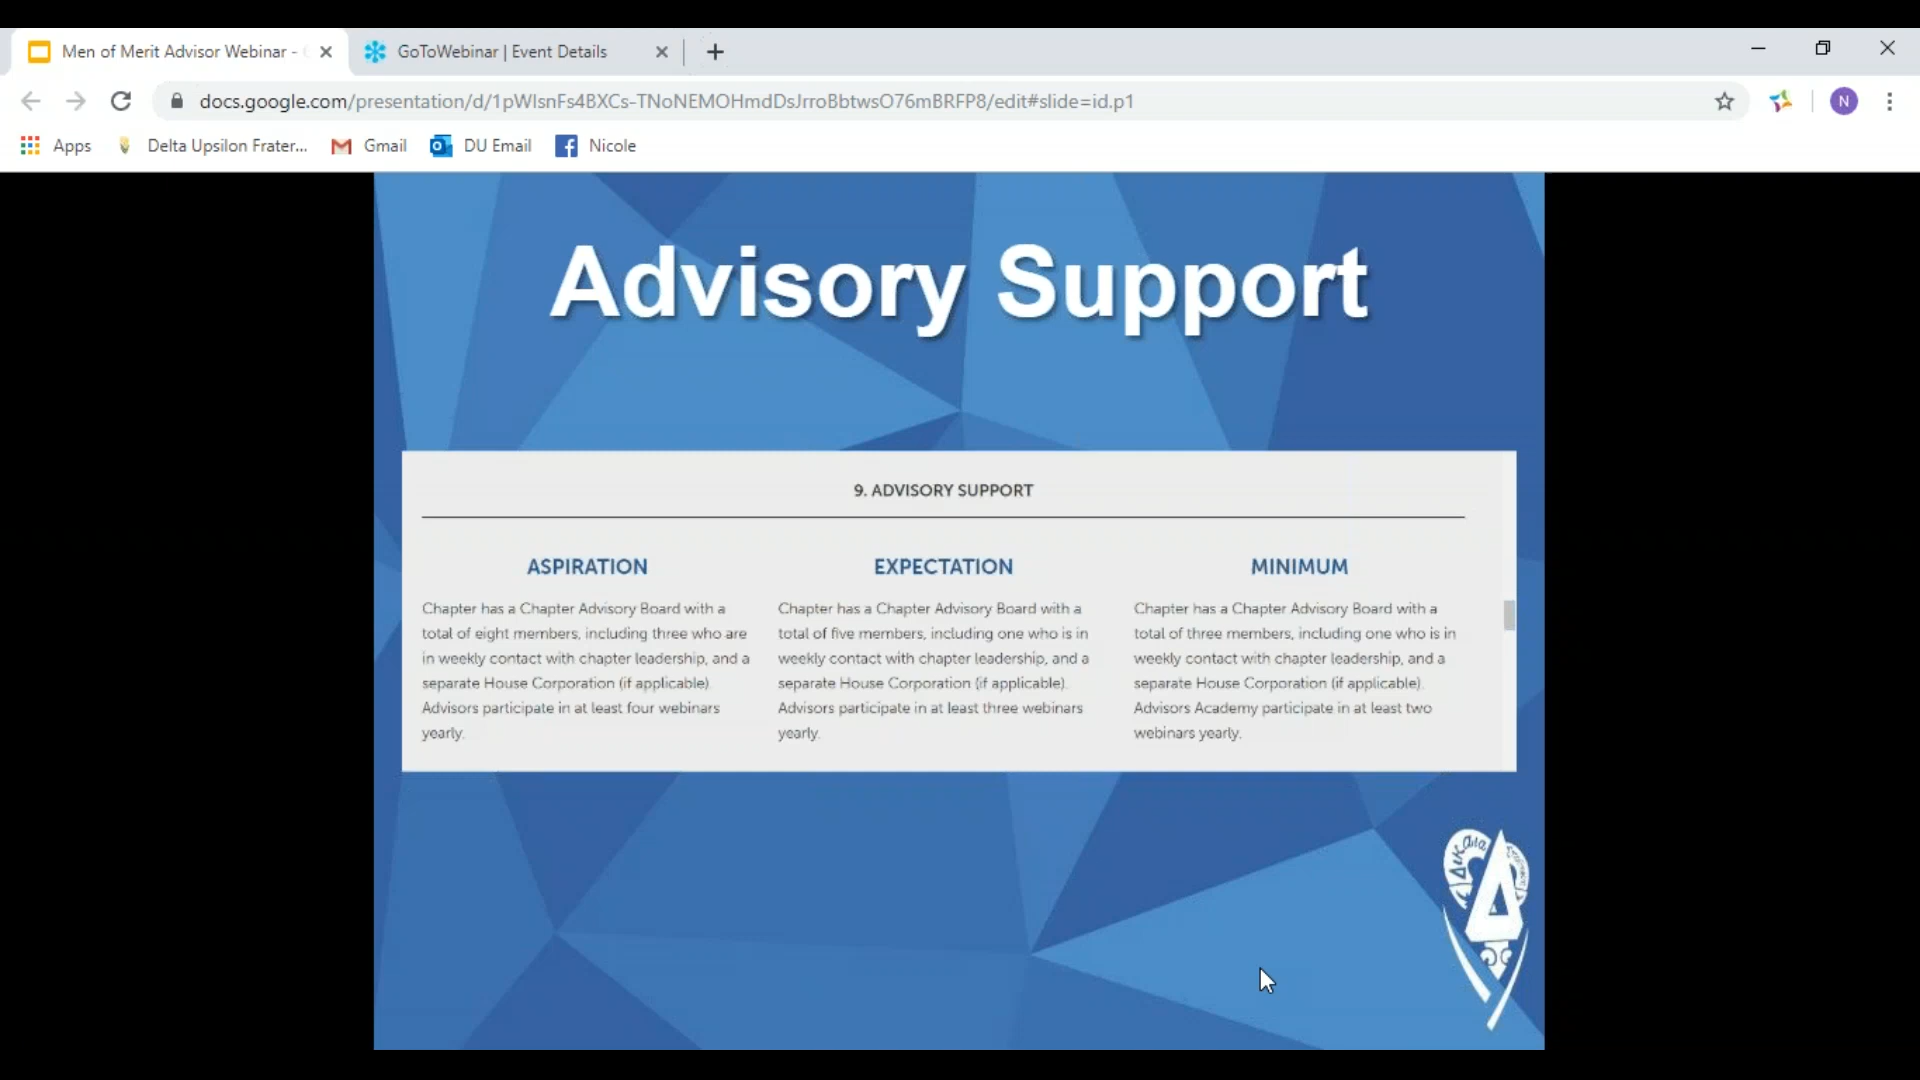 Men of Merit Advisor Webinar -
GoToWebinar | Event Details
docs.google.com/presentation/d/1pWlsnFs4BXCs-TNoNEMOHmdDsJrroBbtwsO76mBRFP8/edit#slide=id.p1
N
Apps
Delta Upsilon Frater...
Gmail
DU Email
Nicole
Advisory Support
9. ADVISORY SUPPORT
ASPIRATION
Chapter has a Chapter Advisory Board with a
total of eight members, including three who are
in weekly contact with chapter leadership, and a
separate House Corporation (if applicable).
Advisors participate in at least four webinars
yearly.
EXPECTATION
Chapter has a Chapter Advisory Board with a
total of five members, including one who is in
weekly contact with chapter leadership, and a
separate House Corporation (if applicable).
Advisors participate in at least three webinars
yearly.
MINIMUM
Chapter has a Chapter Advisory Board with a
total of three members, including one who is in
weekly contact with chapter leadership, and a
separate House Corporation (if applicable).
Advisors Academy participate in at least two
webinars yearly.
Δικαια